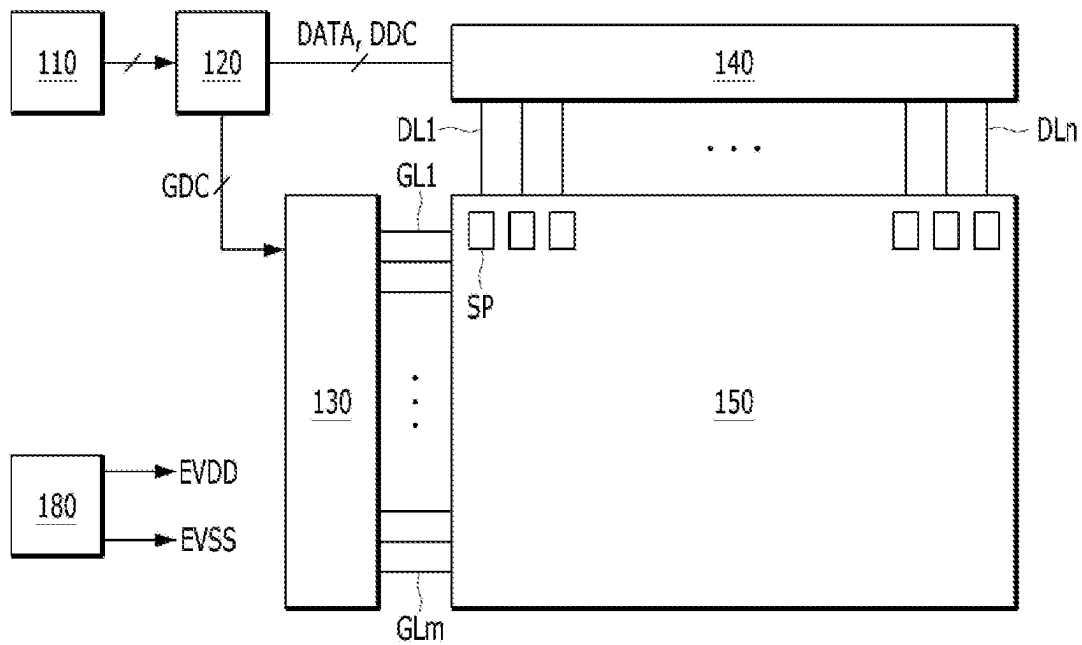 110
120
DATA, DDC
140
DL1
. . .
DLn
GDC
GL1
SP
130
150
180
EVDD
EVSS
GLm